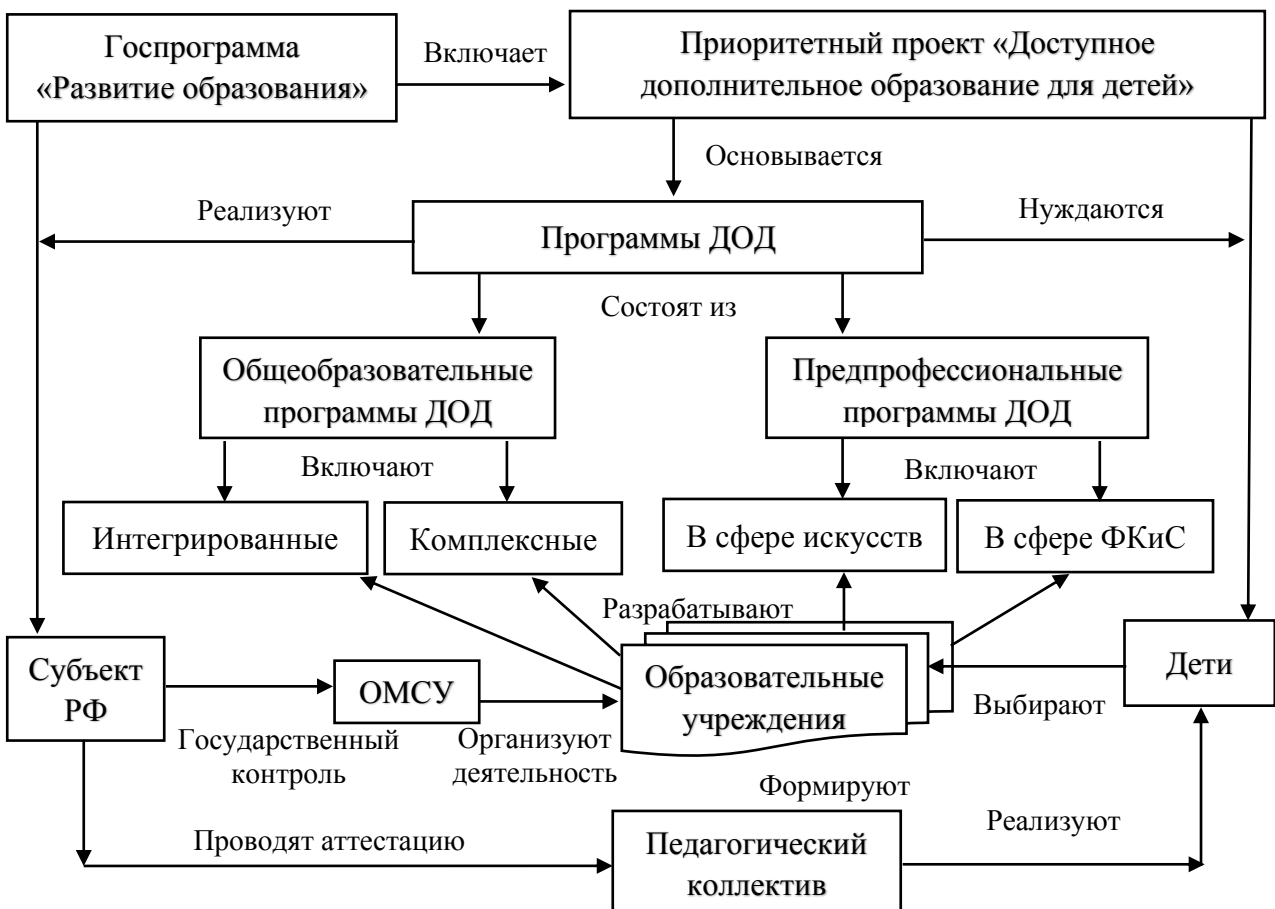 Госпрограмма
«Развитие образования»
Включает
Приоритетный проект «Доступное
дополнительное образование для детей»
Основывается
Реализуют
Программы ДОД
Нуждаются
Состоят из
Общеобразовательные
программы ДОД
Предпрофессиональные
программы ДОД
Включают
Включают
Интегрированные
Комплексные
В сфере искусств
В сфере ФКиС
Разрабатывают
Субъект
РФ
ОМСУ
Образовательные
учреждения
Дети
Выбирают
Государственный
контроль
Организуют
деятельность
Формируют
Проводят аттестацию
Педагогический
коллектив
Реализуют